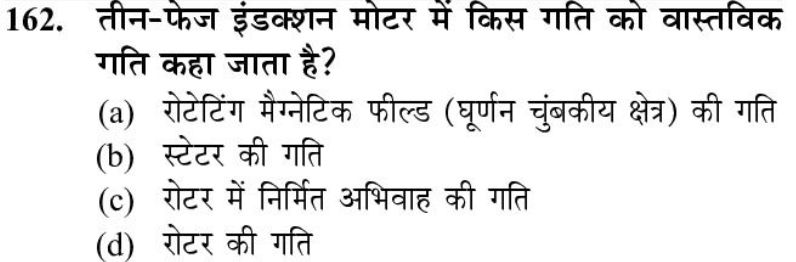 162. तीन-फेज इंडक्शन मोटर में किस गति को वास्तविक
गति कहा जाता है?
(a) रोटेटिंग मैग्नेटिक फील्ड (घूर्णन चुंबकीय क्षेत्र) की गति
(b) स्टेटर की गति
(c) रोटर में निर्मित अभिवाह की गति
(d) रोटर की गति